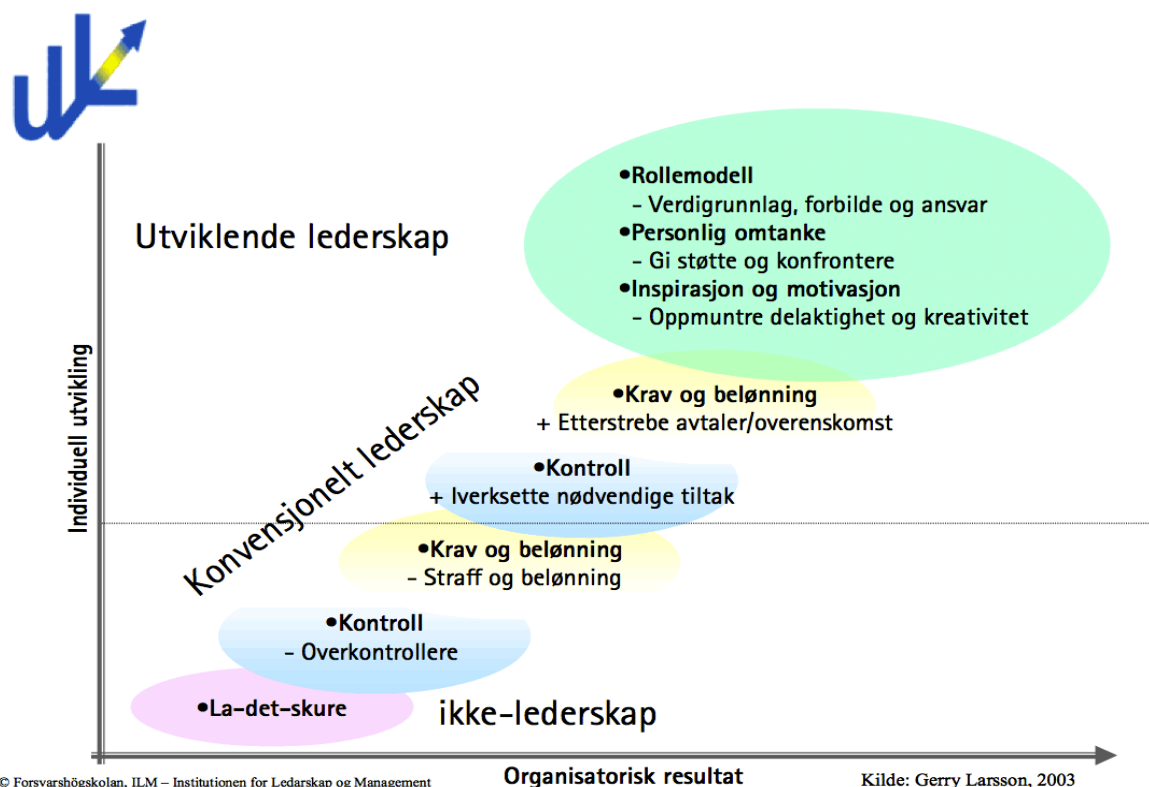 UL
•Rollemodell
- Verdigrunnlag, forbilde og ansvar
Utviklende lederskap
•Personlig omtanke
- Gi støtte og konfrontere
•Inspirasjon og motivasjon
- Oppmuntre delaktighet og kreativitet
Individuell utvikling
Konvensjonelt lederskap
•Krav og belønning
+ Etterstrebe avtaler/overenskomst
•Kontroll
+ Iverksette nødvendige tiltak
•Krav og belønning
- Straff og belønning
•Kontroll
- Overkontrollere
•La-det-skure
ikke-lederskap
© Forsvarshögskolan, ILM – Institutionen for Ledarskap og Management
Organisatorisk resultat
Kilde: Gerry Larsson, 2003